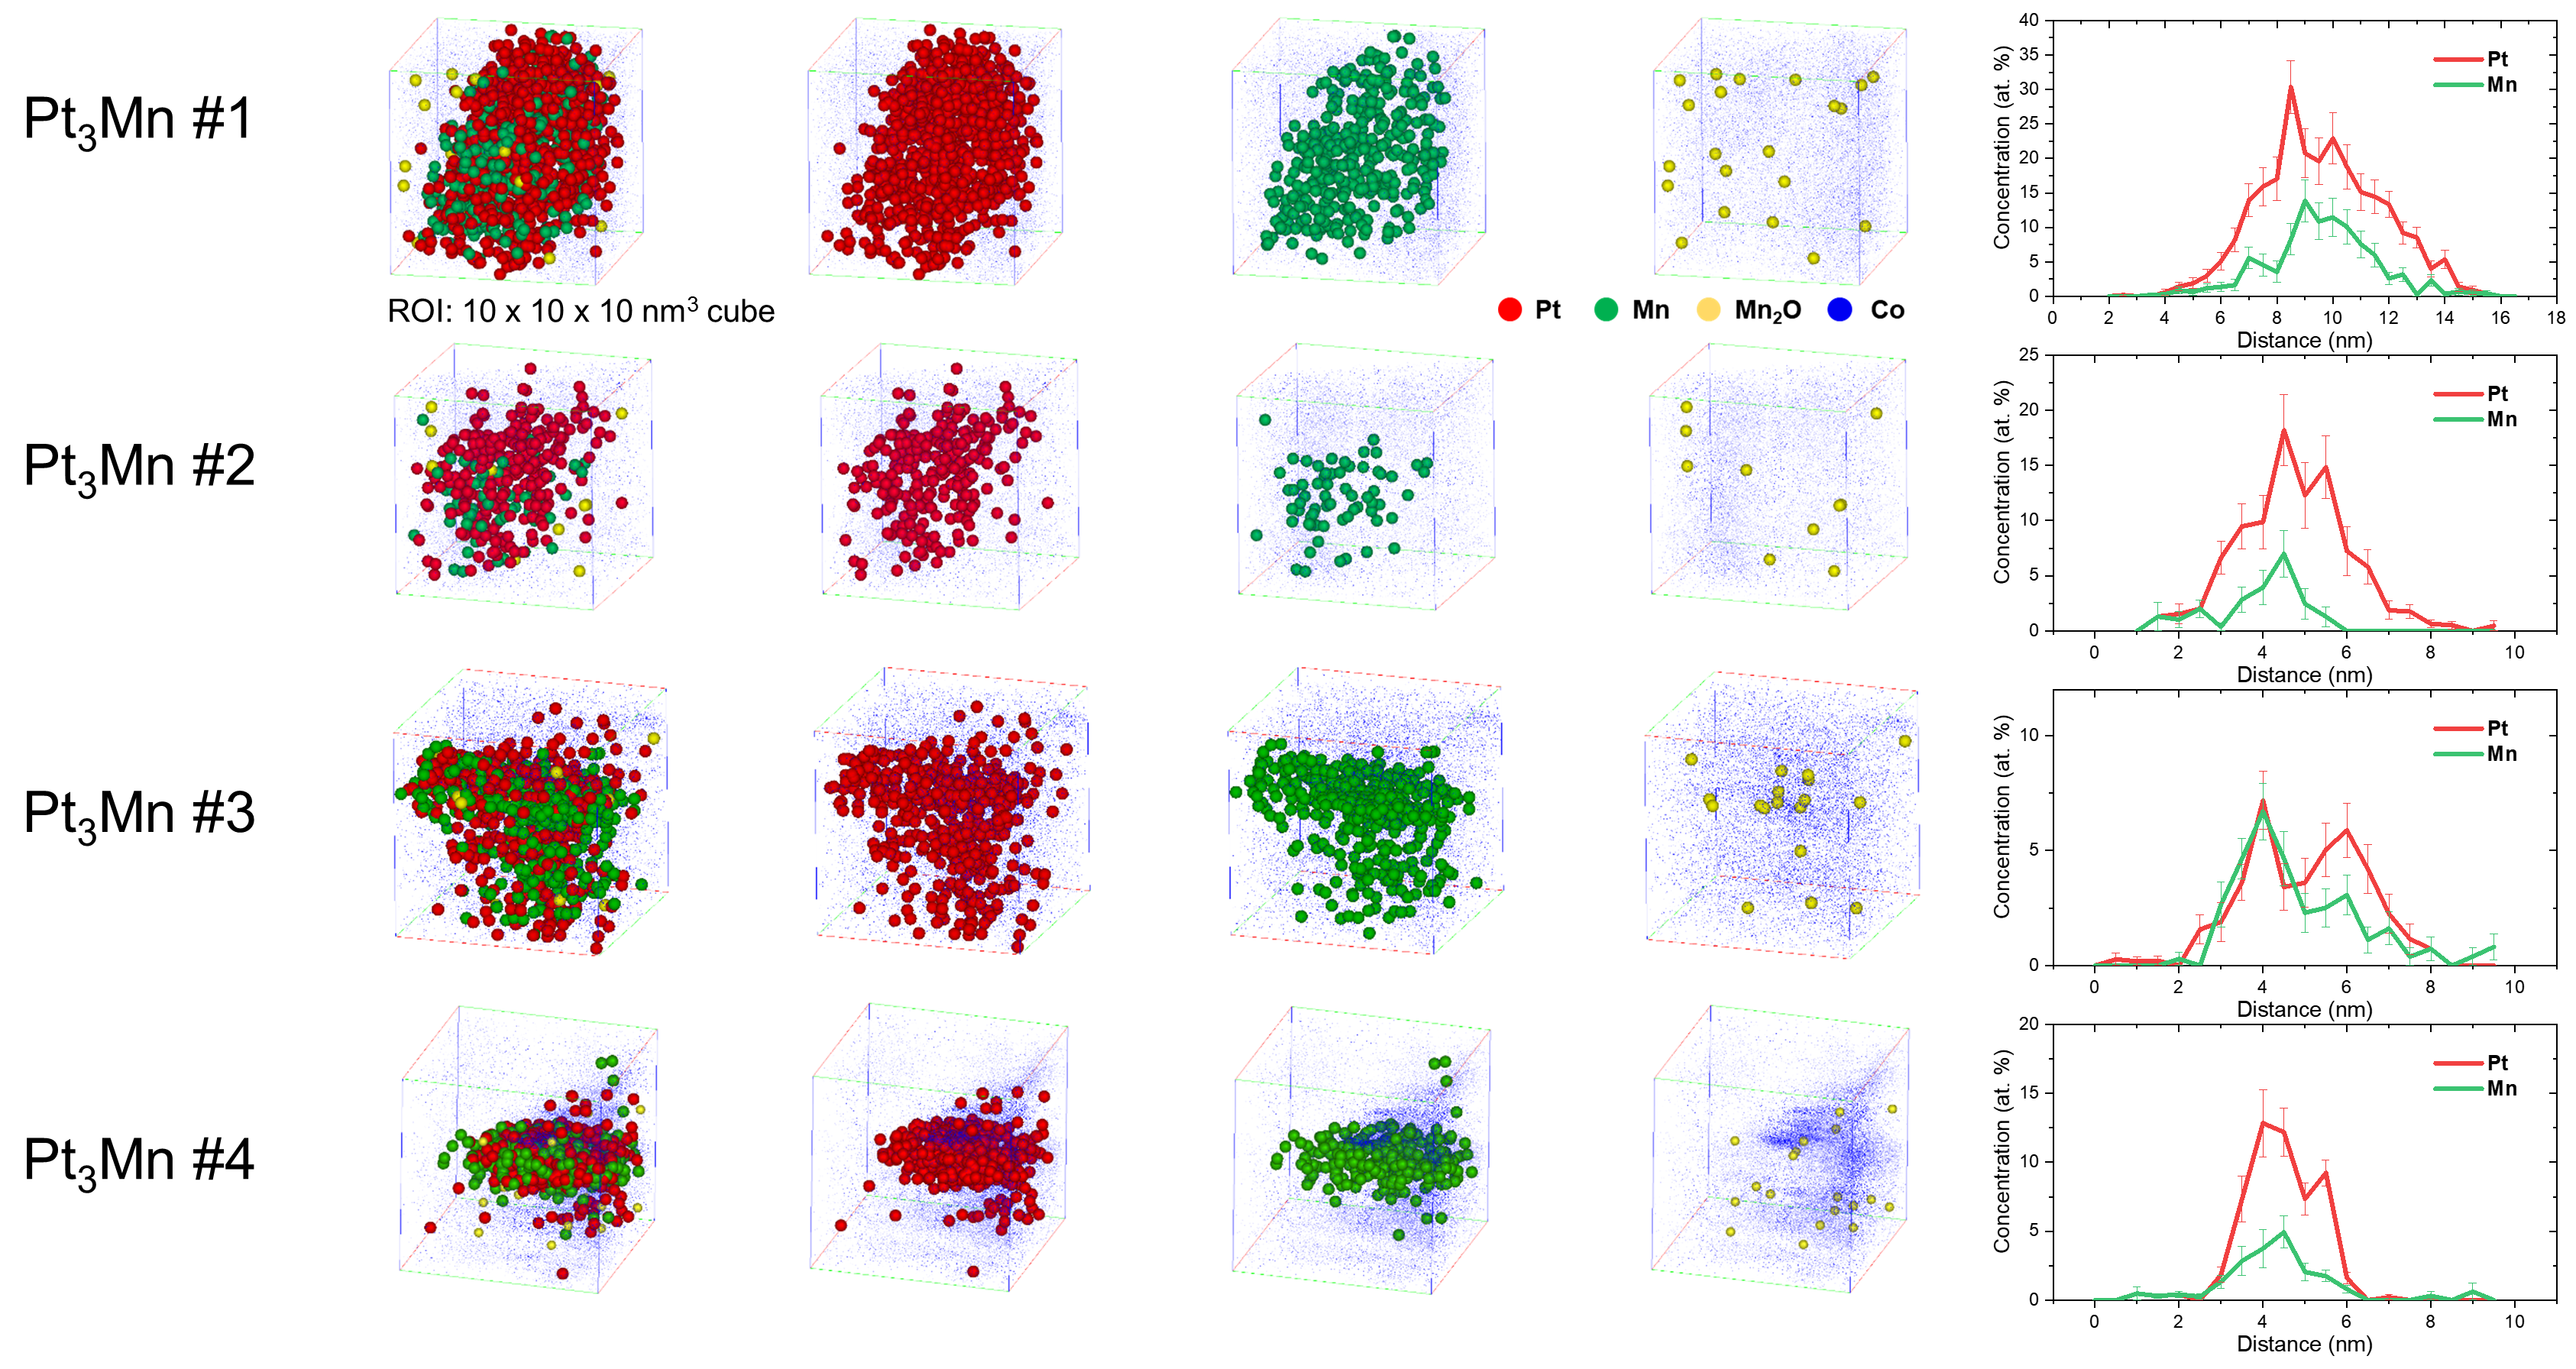 Pt₃Mn #1
ROI: 10 x 10 x 10 nm³ cube
Pt Mn Mn₂O Co
Concentration (at. %)
40
35
30
25
20
15
10
5
0
0 2 4 6 8 10 12 14 16 18
Distance (nm)
Pt
Mn
Pt₃Mn #2
Concentration (at. %)
25
20
15
10
5
0
0 2 4 6 8 10
Distance (nm)
Pt
Mn
Pt₃Mn #3
Concentration (at. %)
10
5
0
0 2 4 6 8 10
Distance (nm)
Pt
Mn
Pt₃Mn #4
Concentration (at. %)
20
15
10
5
0
0 2 4 6 8 10
Distance (nm)
Pt
Mn